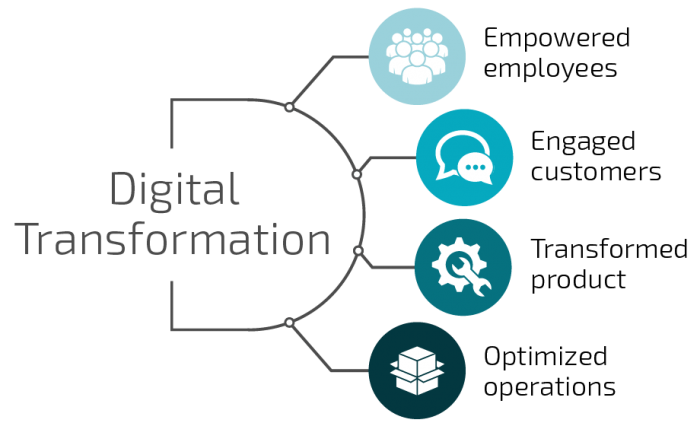 Digital
Transformation
Empowered
employees
Engaged
customers
Transformed
product
Optimized
operations